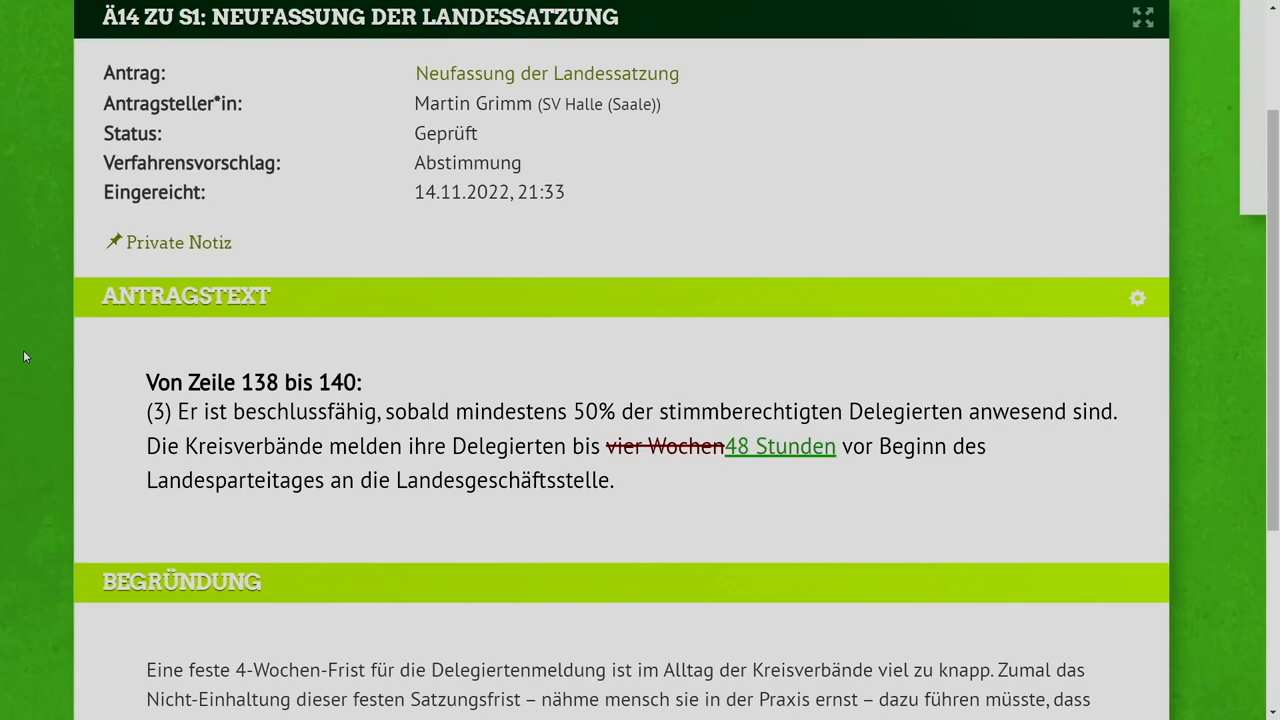 Ä14 ZU S1: NEUFASSUNG DER LANDESSATZUNG
Antrag: Neufassung der Landessatzung
Antragsteller*in: Martin Grimm (SV Halle (Saale))
Status: Geprüft
Verfahrensvorschlag: Abstimmung
Eingereicht: 14.11.2022, 21:33
Private Notiz
ANTRAGSTEXT
Von Zeile 138 bis 140:
(3) Er ist beschlussfähig, sobald mindestens 50% der stimmberechtigten Delegierten anwesend sind.
Die Kreisverbände melden ihre Delegierten bis vier Wochen48 Stunden vor Beginn des
Landesparteitages an die Landesgeschäftsstelle.
BEGRÜNDUNG
Eine feste 4-Wochen-Frist für die Delegiertenmeldung ist im Alltag der Kreisverbände viel zu knapp. Zumal das
Nicht-Einhaltung dieser festen Satzungsfrist – nähme mensch sie in der Praxis ernst – dazu führen müsste, dass